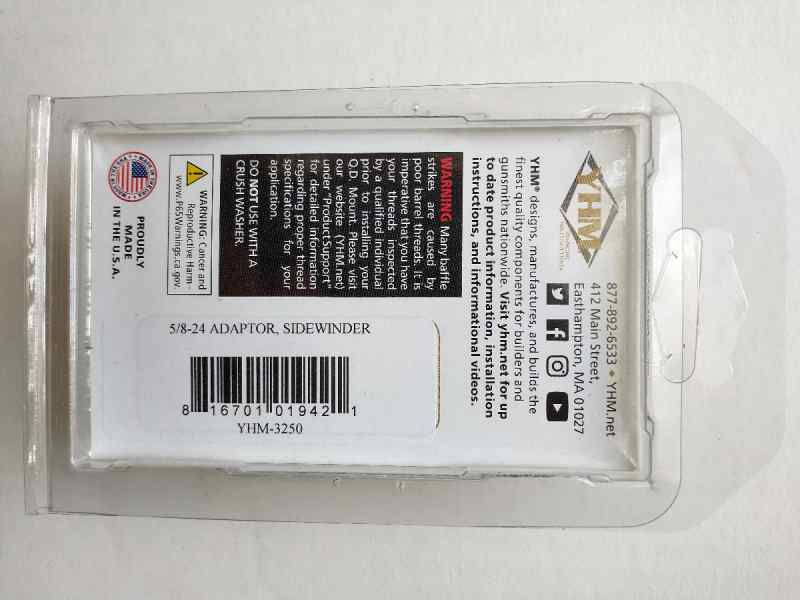 YHM
877-892-6533 ◆ YHM.net
412 Main Street,
Easthampton, MA 01027
YHM® designs, manufactures, and builds the
finest quality components for builders and
gunsmiths nationwide. Visit yhm.net for up
to date product information, installation
instructions, and informational videos.
WARNING Many baffle
strikes are caused by
poor barrel threads. It is
imperative that you have
your threads inspected
by a qualified individual
prior to installing your
Q.D. Mount. Please visit
our website (YHM.net)
under "Product Support"
for detailed information
regarding proper thread
specifications for your
application.
DO NOT USE WITH A
CRUSH WASHER.
WARNING: Cancer and
Reproductive Harm -
www.P65Warnings.ca.gov
PROUDLY
MADE
IN THE U.S.A.
5/8-24 ADAPTOR, SIDEWINDER
8 16701 01942 1
YHM-3250